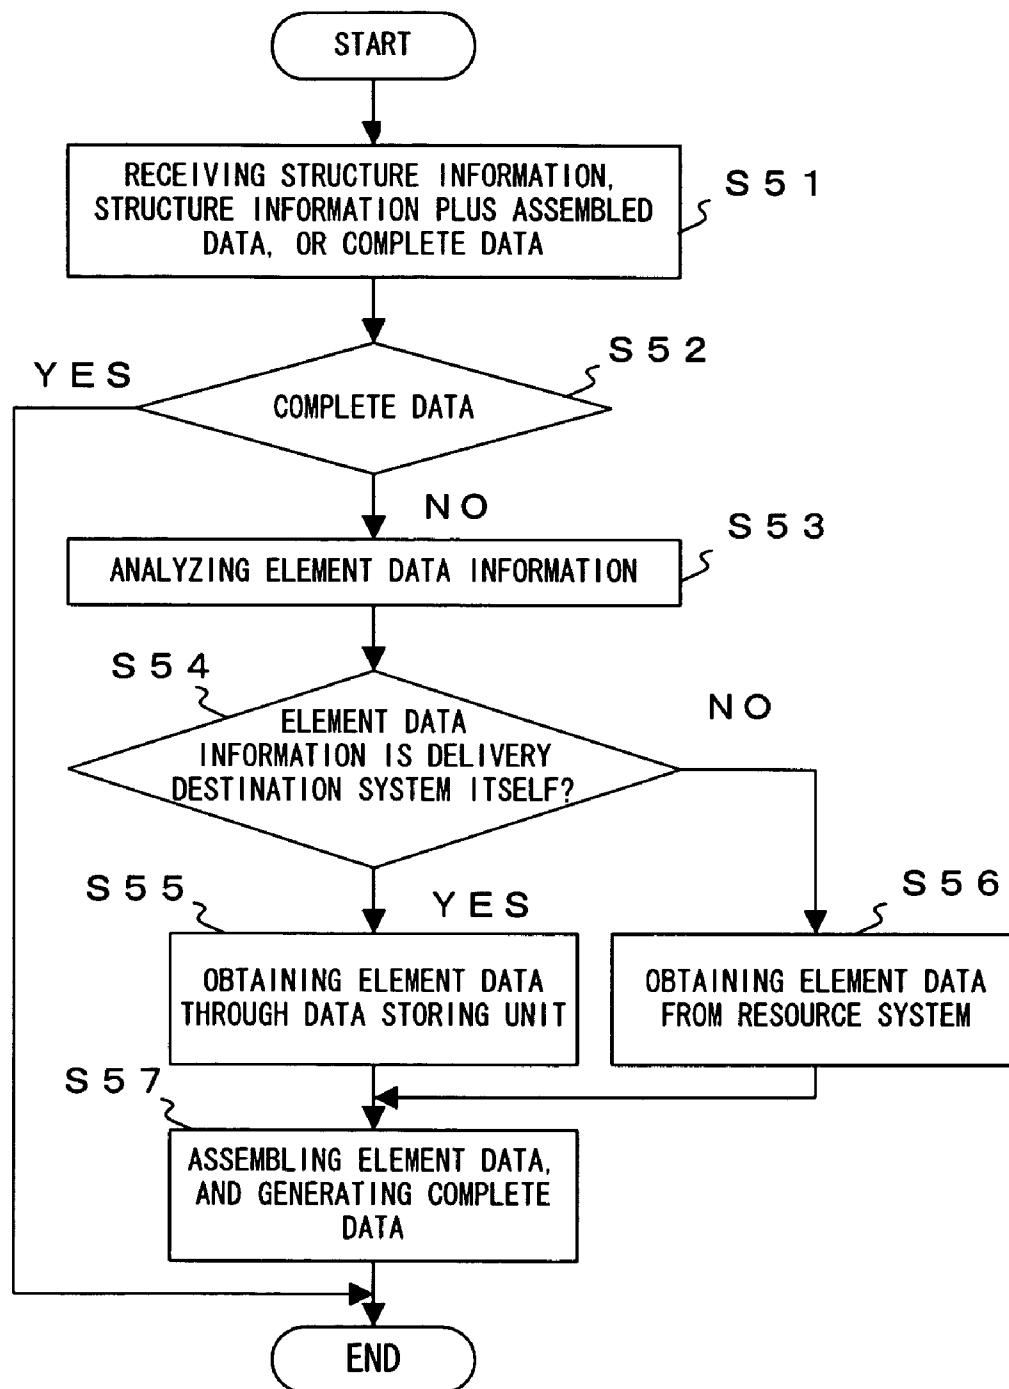 START
RECEIVING STRUCTURE INFORMATION,
STRUCTURE INFORMATION PLUS ASSEMBLED
DATA, OR COMPLETE DATA
S51
S52
YES
COMPLETE DATA
NO
S53
ANALYZING ELEMENT DATA INFORMATION
S54
NO
ELEMENT DATA
INFORMATION IS DELIVERY
DESTINATION SYSTEM ITSELF?
S55
YES
S56
OBTAINING ELEMENT DATA
THROUGH DATA STORING UNIT
OBTAINING ELEMENT DATA
FROM RESOURCE SYSTEM
S57
ASSEMBLING ELEMENT DATA,
AND GENERATING COMPLETE
DATA
END